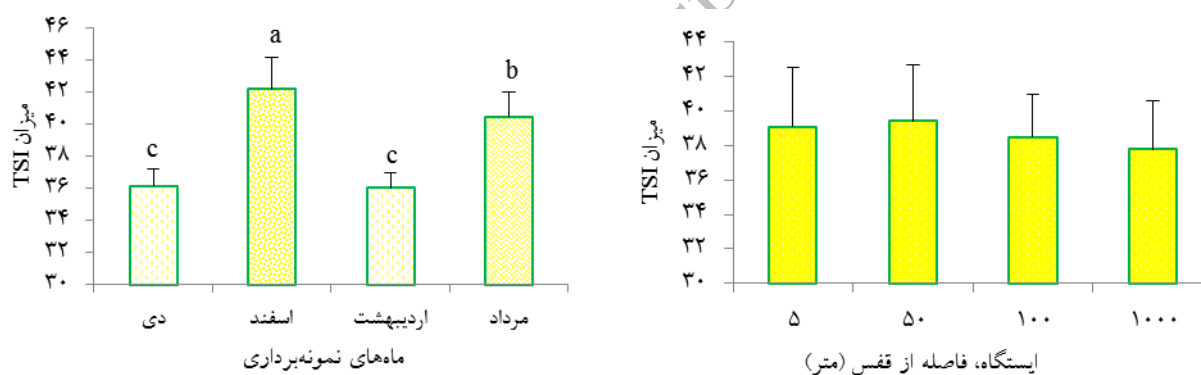 میزان TSI
۴۶
۴۴
۴۲
۴۰
۳۸
۳۶
۳۴
۳۲
۳۰
c
a
c
b
دی
اسفند
اردیبهشت
مرداد
ماه‌های نمونه‌برداری
میزان TSI
۴۴
۴۲
۴۰
۳۸
۳۶
۳۴
۳۲
۳۰
۵
۵۰
۱۰۰
۱۰۰۰
ایستگاه، فاصله از قفس (متر)